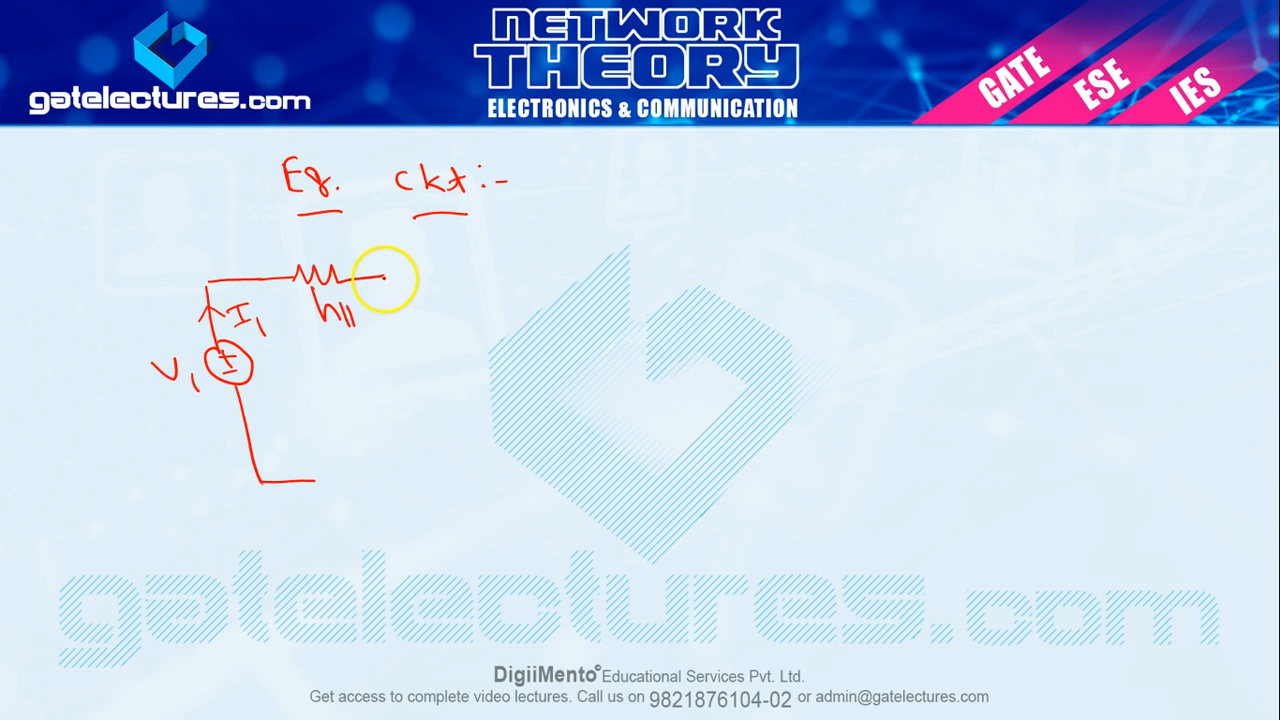 NETWORK
THEORY
ELECTRONICS & COMMUNICATION
gatelectures.com
GATE
ESE
IES
Eq. ckt :-
I1
h11
V1
+
-
gatelectures.com
DigiiMento© Educational Services Pvt. Ltd.
Get access to complete video lectures. Call us on 9821876104-02 or admin@gatelectures.com